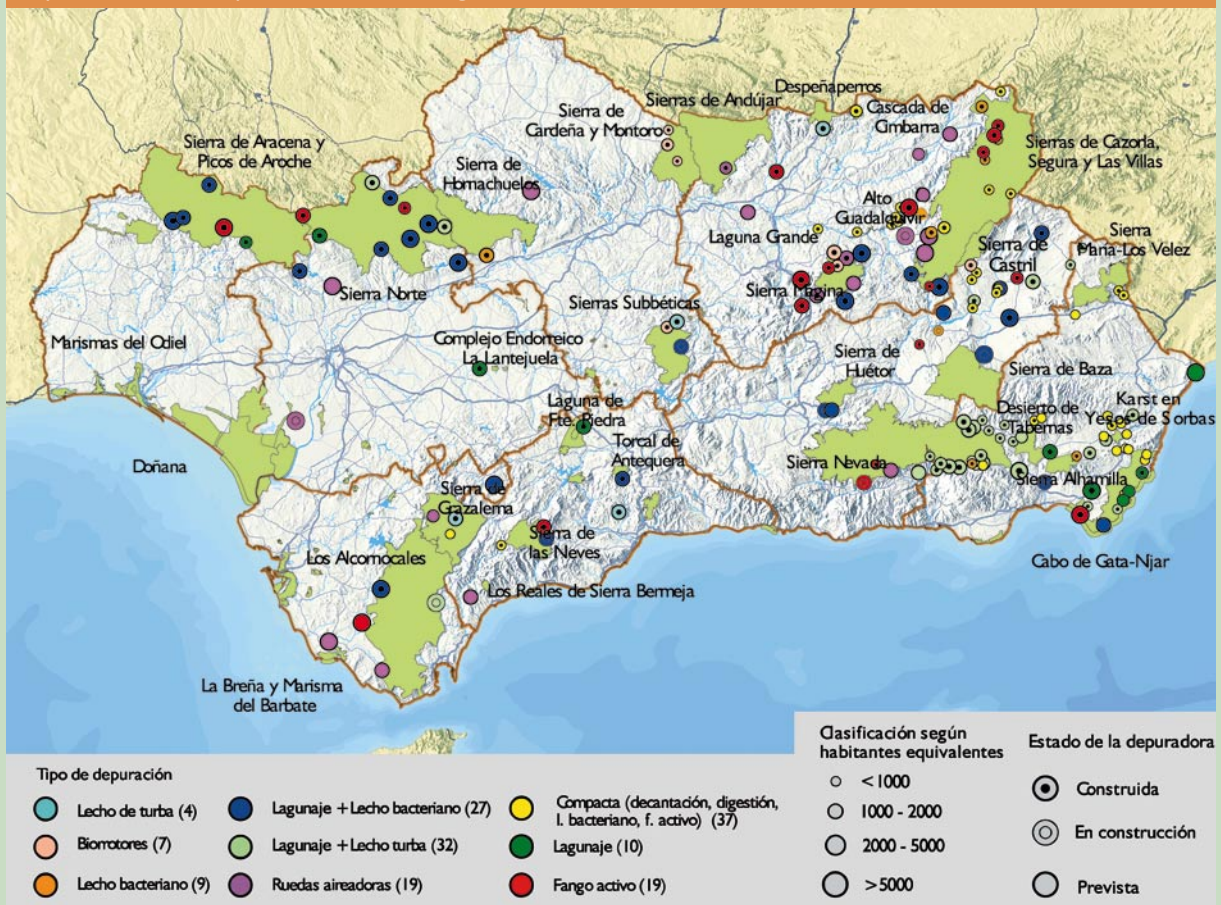 Despeñaperros
Sierras de Andújar
Sierra de
Cardeña y Montoro
Cascada de
Cimbarra
Sierra de Aracena y
Picos de Aroche
Sierras de Cazorla,
Segura y Las Villas
Sierra de
Hornachuelos
Alto
Guadalquivir
Laguna Grande
Sierra
María-Los Velez
Sierra de
Castril
Sierra Norte
Sierra Mágina
Sierras Subbéticas
Marismas del Odiel
Complejo Endorreico
La Lantejuela
Sierra de
Huétor
Sierra de Baza
Laguna de
Fte. Piedra
Karst en
Yesos de Sorbas
Desierto de
Tabernas
Torcal de
Antequera
Doñana
Sierra Nevada
Sierra Alhamilla
Sierra de
Grazalema
Sierra de
las Neves
Los Alcornocales
Cabo de Gata-Njar
Los Reales de Sierra Bermeja
La Breña y Marisma
del Barbate
Tipo de depuración
Lecho de turba (4)
Biorrotores (7)
Lecho bacteriano (9)
Lagunaje + Lecho bacteriano (27)
Lagunaje + Lecho turba (32)
Ruedas aireadoras (19)
Compacta (decantación, digestión,
l. bacteriano, f. activo) (37)
Lagunaje (10)
Fango activo (19)
Clasificación según
habitantes equivalentes
< 1000
1000 - 2000
2000 - 5000
> 5000
Estado de la depuradora
Construida
En construcción
Prevista